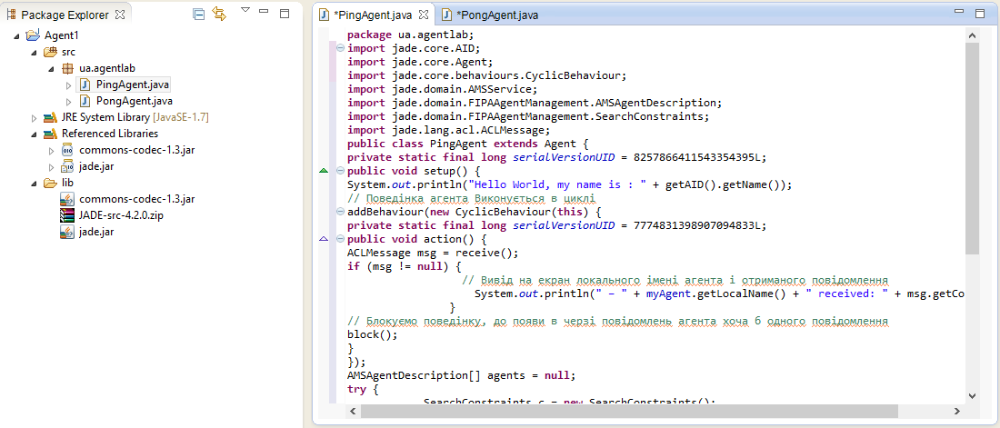 Package Explorer
Agent1
src
ua.agentlab
PingAgent.java
PongAgent.java
JRE System Library [JavaSE-1.7]
Referenced Libraries
commons-codec-1.3.jar
jade.jar
lib
commons-codec-1.3.jar
JADE-src-4.2.0.zip
jade.jar
*PingAgent.java *PongAgent.java
package ua.agentlab;
import jade.core.AID;
import jade.core.Agent;
import jade.core.behaviours.CyclicBehaviour;
import jade.domain.AMSService;
import jade.domain.FIPAAgentManagement.AMSAgentDescription;
import jade.domain.FIPAAgentManagement.SearchConstraints;
import jade.lang.acl.ACLMessage;
public class PingAgent extends Agent {
private static final long serialVersionUID = 8257866411543354395L;
public void setup() {
System.out.println("Hello World, my name is : " + getAID().getName());
// Поведінка агента Виконується в циклі
addBehaviour(new CyclicBehaviour(this) {
private static final long serialVersionUID = 7774831398907094833L;
public void action() {
ACLMessage msg = receive();
if (msg != null) {
// Вивід на екран локального імені агента і отриманого повідомлення
System.out.println(" – " + myAgent.getLocalName() + " received: " + msg.getCo
}
// Блокуємо поведінку, до появи в черзі повідомлень агента хоча б одного повідомлення
block();
}
});
AMSAgentDescription[] agents = null;
try {
SearchConstraints c = new SearchConstraints();